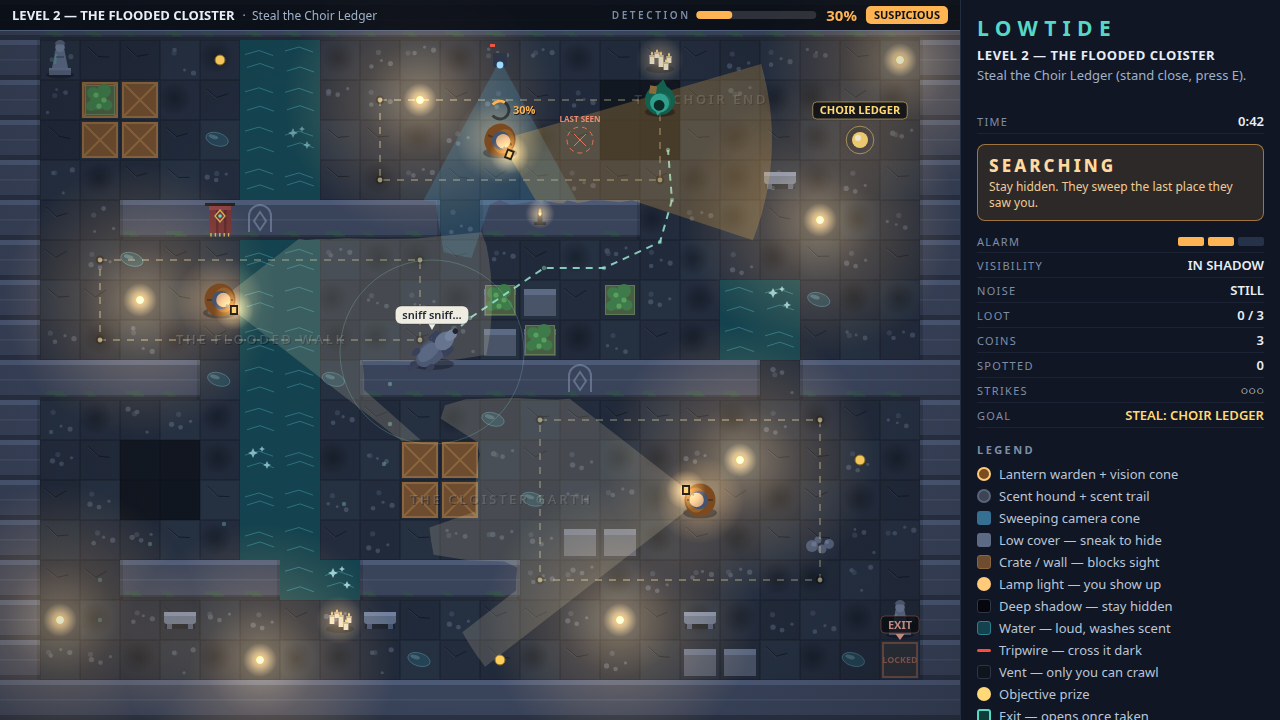 LEVEL 2 — THE FLOODED CLOISTER · Steal the Choir Ledger
DETECTION 30% SUSPICIOUS
30%
LAST SEEN
CHOIR END
CHOIR LEDGER
sniff sniff...
THE FLOODED WALK
THE CLOISTER GARTH
EXIT
LOCKED
LOWTIDE
LEVEL 2 — THE FLOODED CLOISTER
Steal the Choir Ledger (stand close, press E).
TIME 0:42
SEARCHING
Stay hidden. They sweep the last place they
saw you.
ALARM
VISIBILITY IN SHADOW
NOISE STILL
LOOT 0 / 3
COINS 3
SPOTTED 0
STRIKES ○○○
GOAL STEAL: CHOIR LEDGER
LEGEND
Lantern warden + vision cone
Scent hound + scent trail
Sweeping camera cone
Low cover — sneak to hide
Crate / wall — blocks sight
Lamp light — you show up
Deep shadow — stay hidden
Water — loud, washes scent
Tripwire — cross it dark
Vent — only you can crawl
Objective prize
Exit — opens once taken